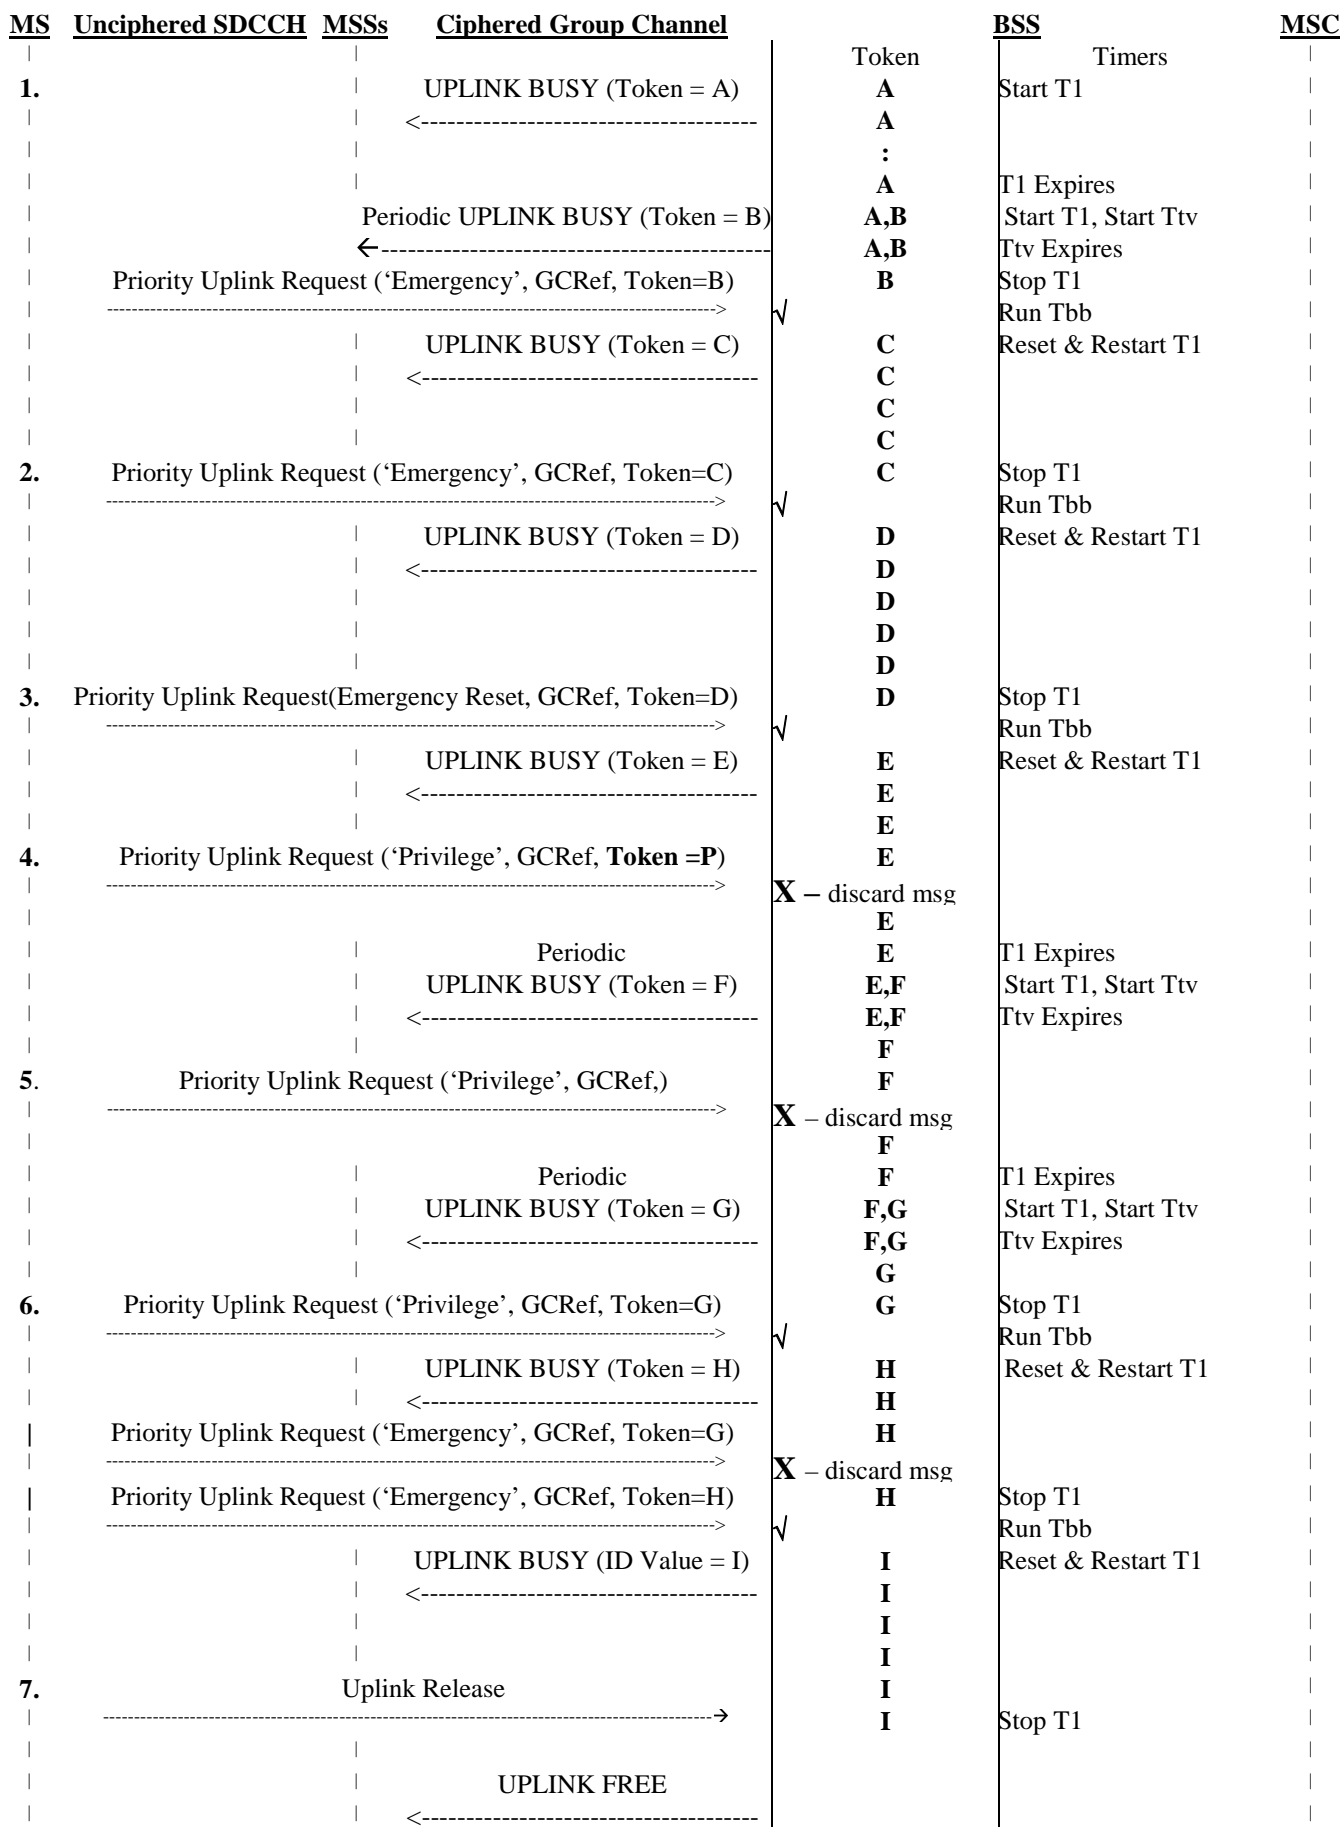 MS Unciphered SDCCH MSSs Ciphered Group Channel BSS MSC
Token Timers
1. UPLINK BUSY (Token = A) A Start T1
A
:
A T1 Expires
Periodic UPLINK BUSY (Token = B) A,B Start T1, Start Ttv
A,B Ttv Expires
Priority Uplink Request (‘Emergency’, GCRef, Token=B) B Stop T1
√ Run Tbb
UPLINK BUSY (Token = C) C Reset & Restart T1
C
C
C
2. Priority Uplink Request (‘Emergency’, GCRef, Token=C) C Stop T1
√ Run Tbb
UPLINK BUSY (Token = D) D Reset & Restart T1
D
D
D
D
3. Priority Uplink Request(Emergency Reset, GCRef, Token=D) D Stop T1
√ Run Tbb
UPLINK BUSY (Token = E) E Reset & Restart T1
E
E
4. Priority Uplink Request (‘Privilege’, GCRef, Token =P) E
X – discard msg
E
Periodic E T1 Expires
UPLINK BUSY (Token = F) E,F Start T1, Start Ttv
E,F Ttv Expires
F
5. Priority Uplink Request (‘Privilege’, GCRef,) F
X – discard msg
F
Periodic F T1 Expires
UPLINK BUSY (Token = G) F,G Start T1, Start Ttv
F,G Ttv Expires
G
6. Priority Uplink Request (‘Privilege’, GCRef, Token=G) G Stop T1
√ Run Tbb
UPLINK BUSY (Token = H) H Reset & Restart T1
H
Priority Uplink Request (‘Emergency’, GCRef, Token=G) H
X – discard msg
Priority Uplink Request (‘Emergency’, GCRef, Token=H) H Stop T1
√ Run Tbb
UPLINK BUSY (ID Value = I) I Reset & Restart T1
I
I
I
7. Uplink Release I
I Stop T1
UPLINK FREE